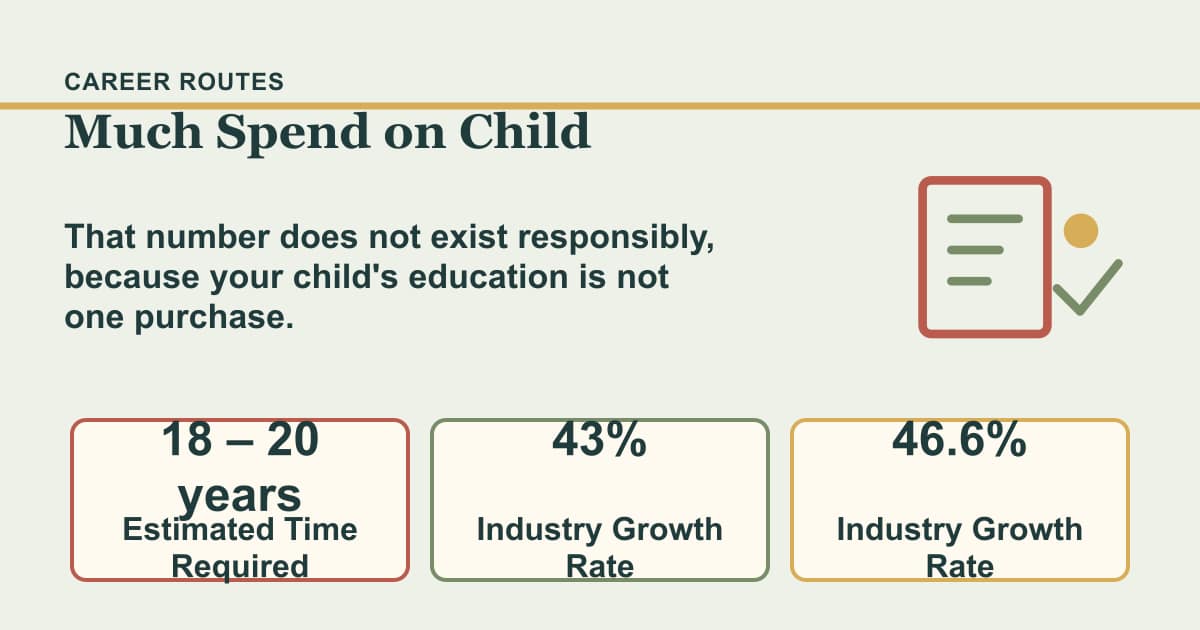 CAREER ROUTES
Much Spend on Child
That number does not exist responsibly,
because your child's education is not
one purchase.
18 – 20
years
Estimated Time
Required
43%
Industry Growth
Rate
46.6%
Industry Growth
Rate